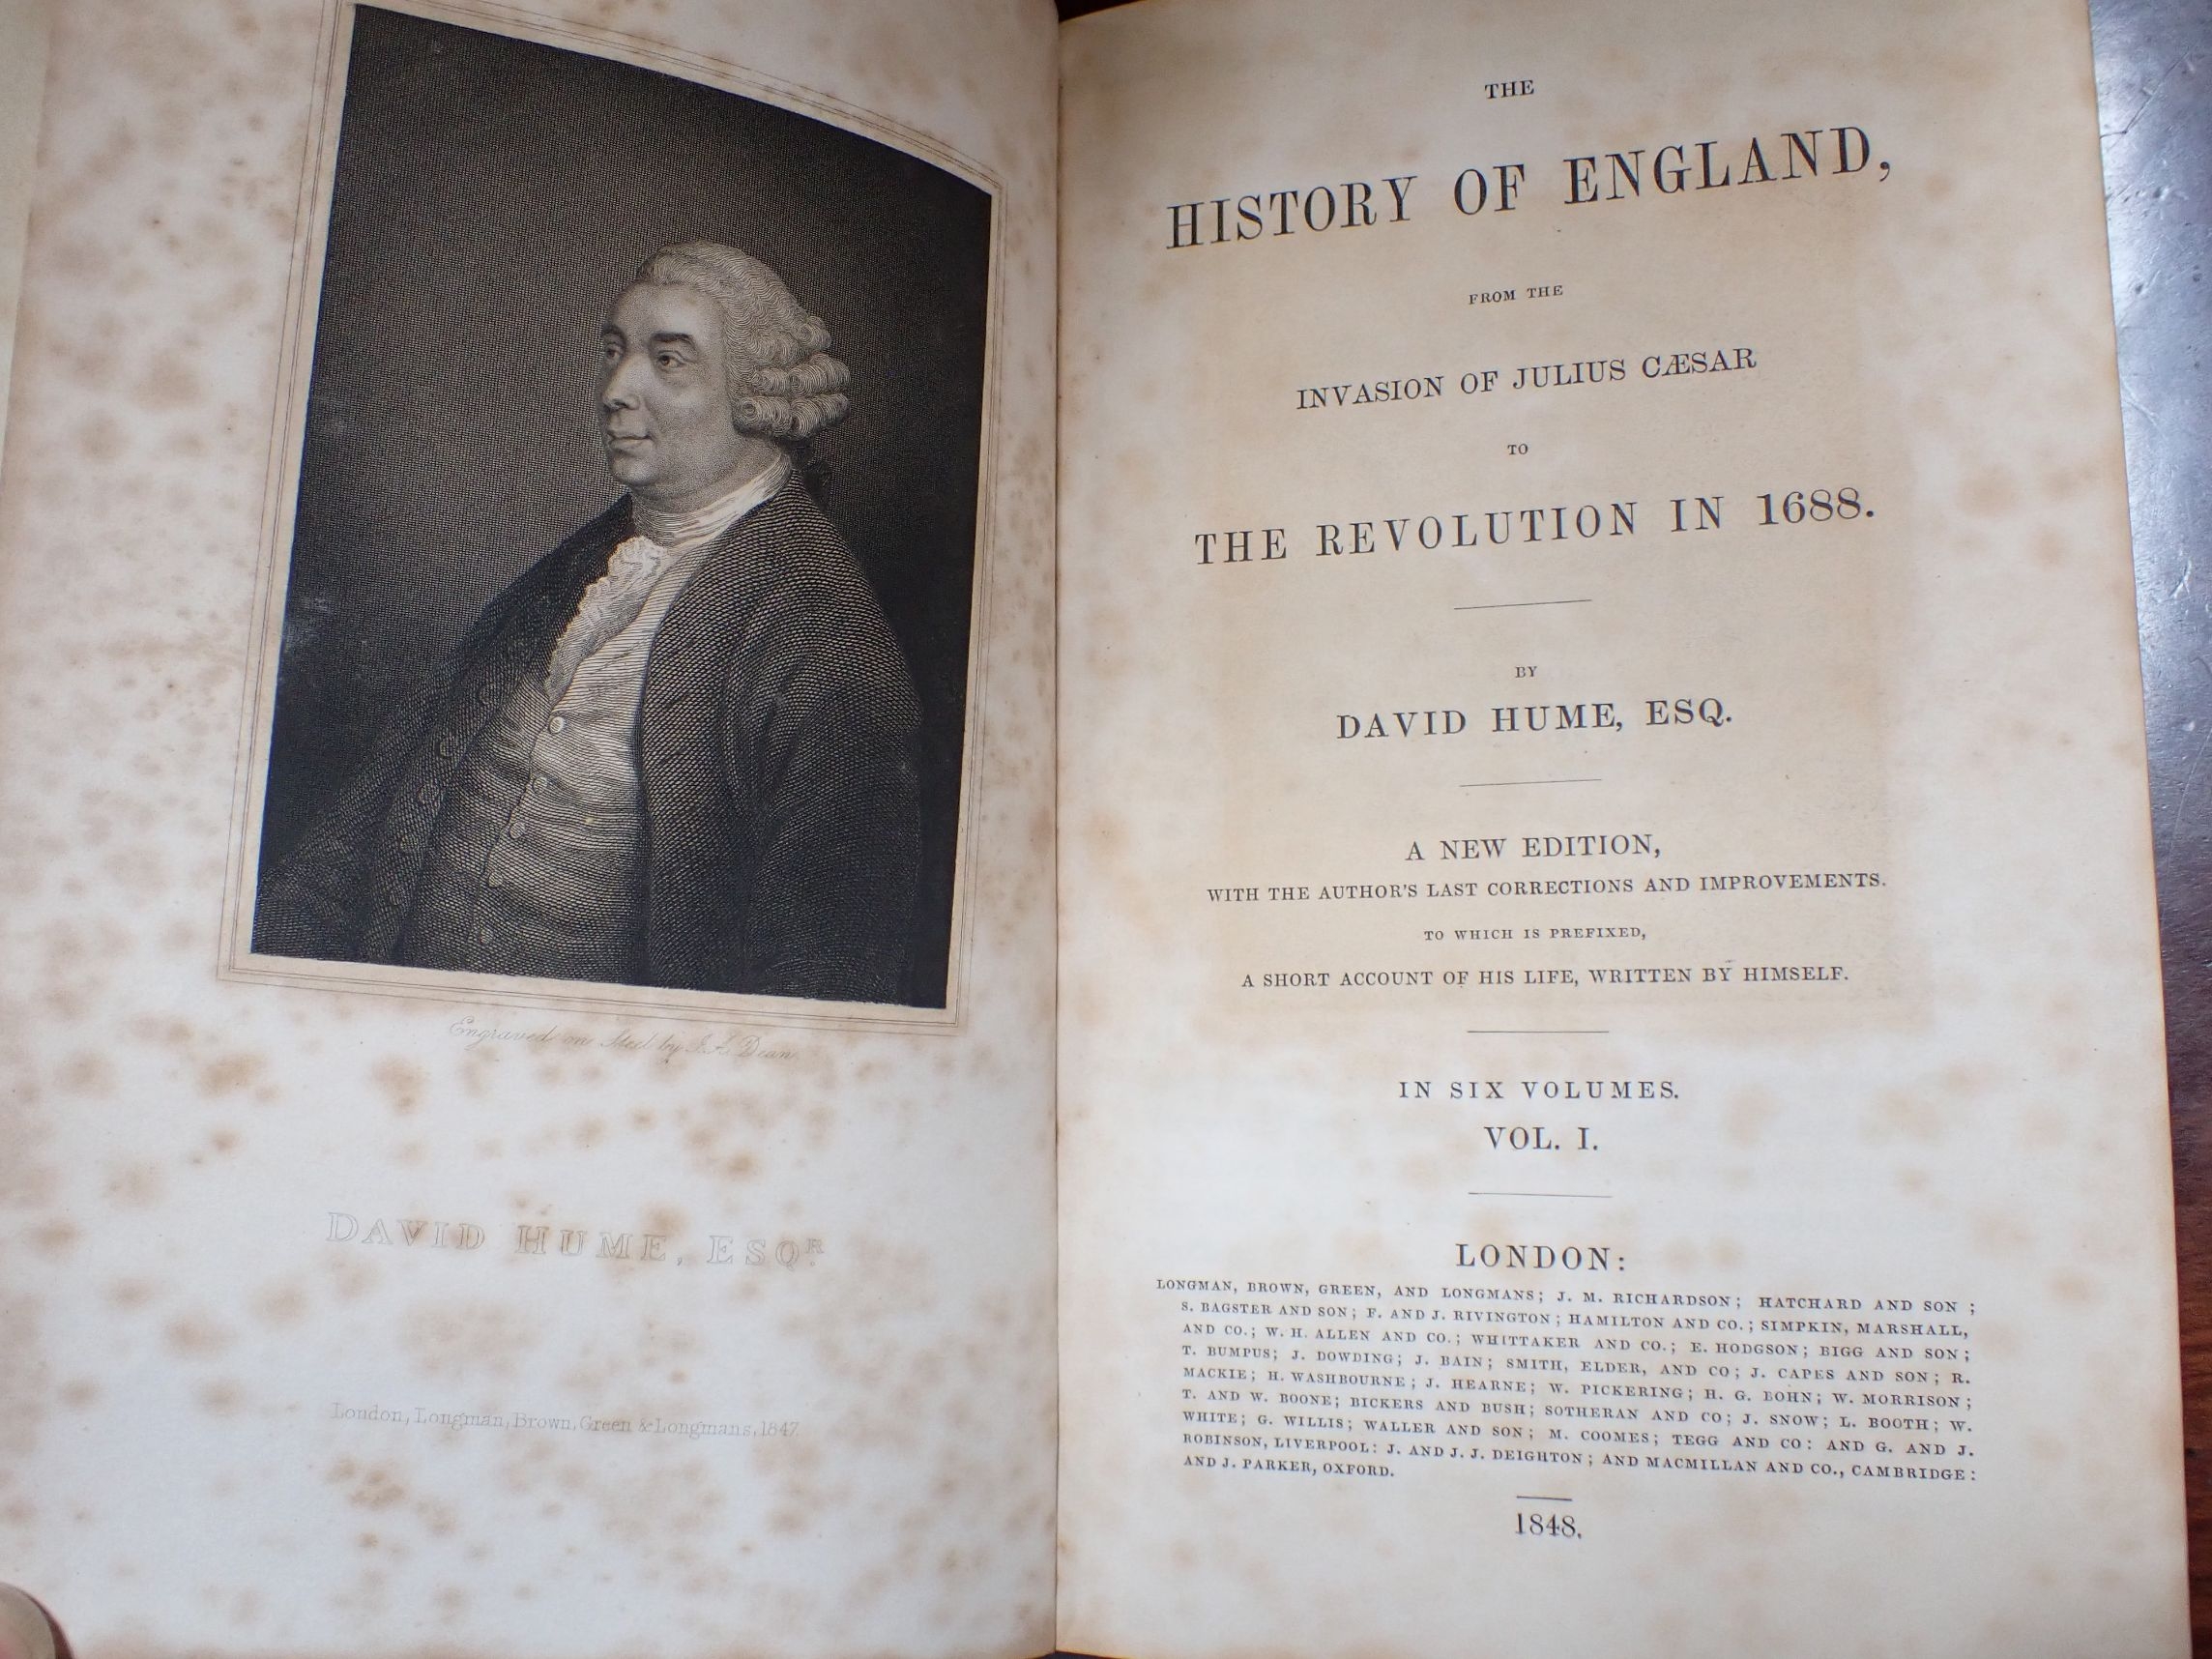 Engraved on Steel by J. A. Dean.
DAVID HUME, ESQR
London, Longman, Brown, Green & Longmans, 1847.
THE
HISTORY OF ENGLAND,
FROM THE
INVASION OF JULIUS CÆSAR
TO
THE REVOLUTION IN 1688.
BY
DAVID HUME, ESQ.
A NEW EDITION,
WITH THE AUTHOR'S LAST CORRECTIONS AND IMPROVEMENTS.
TO WHICH IS PREFIXED,
A SHORT ACCOUNT OF HIS LIFE, WRITTEN BY HIMSELF.
IN SIX VOLUMES.
VOL. I.
LONDON:
LONGMAN, BROWN, GREEN, AND LONGMANS; J. M. RICHARDSON; HATCHARD AND SON;
S. BAGSTER AND SON; F. AND J. RIVINGTON; HAMILTON AND CO.; SIMPKIN, MARSHALL,
AND CO.; W. H. ALLEN AND CO.; WHITTAKER AND CO.; E. HODGSON; BIGG AND SON;
T. BUMPUS; J. DOWDING; J. BAIN; SMITH, ELDER, AND CO; J. CAPES AND SON; R.
MACKIE; H. WASHBOURNE; J. HEARNE; W. PICKERING; H. G. BOHN; W. MORRISON;
T. AND W. BOONE; BICKERS AND BUSH; SOTHERAN AND CO; J. SNOW; L. BOOTH; W.
WHITE; G. WILLIS; WALLER AND SON; M. COOMES; TEGG AND CO: AND G. AND J.
ROBINSON, LIVERPOOL: J. AND J. J. DEIGHTON; AND MACMILLAN AND CO., CAMBRIDGE:
AND J. PARKER, OXFORD.
1848.